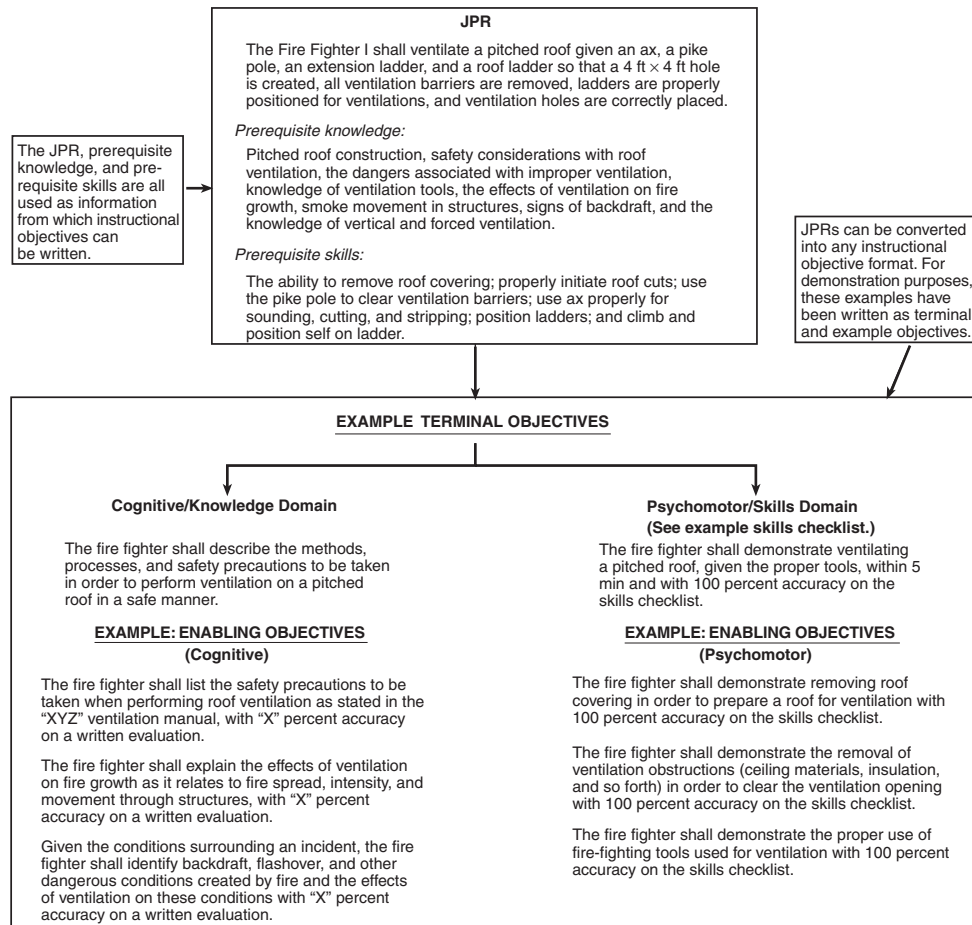 JPR
The Fire Fighter I shall ventilate a pitched roof given an ax, a pike
pole, an extension ladder, and a roof ladder so that a 4 ft × 4 ft hole
is created, all ventilation barriers are removed, ladders are properly
positioned for ventilations, and ventilation holes are correctly placed.
Prerequisite knowledge:
Pitched roof construction, safety considerations with roof
ventilation, the dangers associated with improper ventilation,
knowledge of ventilation tools, the effects of ventilation on fire
growth, smoke movement in structures, signs of backdraft, and the
knowledge of vertical and forced ventilation.
Prerequisite skills:
The ability to remove roof covering; properly initiate roof cuts; use
the pike pole to clear ventilation barriers; use ax properly for
sounding, cutting, and stripping; position ladders; and climb and
position self on ladder.
The JPR, prerequisite
knowledge, and pre-
requisite skills are all
used as information
from which instructional
objectives can
be written.
JPRs can be converted
into any instructional
objective format. For
demonstration purposes,
these examples have
been written as terminal
and example objectives.
EXAMPLE TERMINAL OBJECTIVES
Cognitive/Knowledge Domain
The fire fighter shall describe the methods,
processes, and safety precautions to be taken
in order to perform ventilation on a pitched
roof in a safe manner.
EXAMPLE: ENABLING OBJECTIVES
(Cognitive)
The fire fighter shall list the safety precautions to be
taken when performing roof ventilation as stated in the
“XYZ” ventilation manual, with “X” percent accuracy
on a written evaluation.
The fire fighter shall explain the effects of ventilation
on fire growth as it relates to fire spread, intensity, and
movement through structures, with “X” percent
accuracy on a written evaluation.
Given the conditions surrounding an incident, the fire
fighter shall identify backdraft, flashover, and other
dangerous conditions created by fire and the effects
of ventilation on these conditions with “X” percent
accuracy on a written evaluation.
Psychomotor/Skills Domain
(See example skills checklist.)
The fire fighter shall demonstrate ventilating
a pitched roof, given the proper tools, within 5
min and with 100 percent accuracy on the
skills checklist.
EXAMPLE: ENABLING OBJECTIVES
(Psychomotor)
The fire fighter shall demonstrate removing roof
covering in order to prepare a roof for ventilation with
100 percent accuracy on the skills checklist.
The fire fighter shall demonstrate the removal of
ventilation obstructions (ceiling materials, insulation,
and so forth) in order to clear the ventilation opening
with 100 percent accuracy on the skills checklist.
The fire fighter shall demonstrate the proper use of
fire-fighting tools used for ventilation with 100 percent
accuracy on the skills checklist.